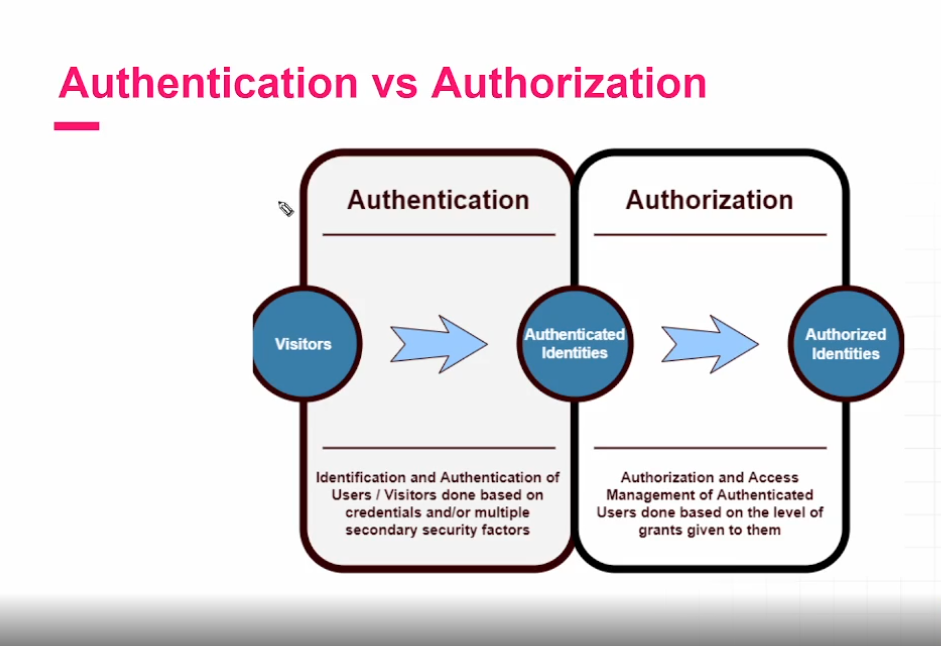 Authentication vs Authorization
Authentication
Authorization
Visitors
Authenticated
Identities
Authorized
Identities
Identification and Authentication of
Users / Visitors done based on
credentials and/or multiple
secondary security factors
Authorization and Access
Management of Authenticated
Users done based on the level of
grants given to them